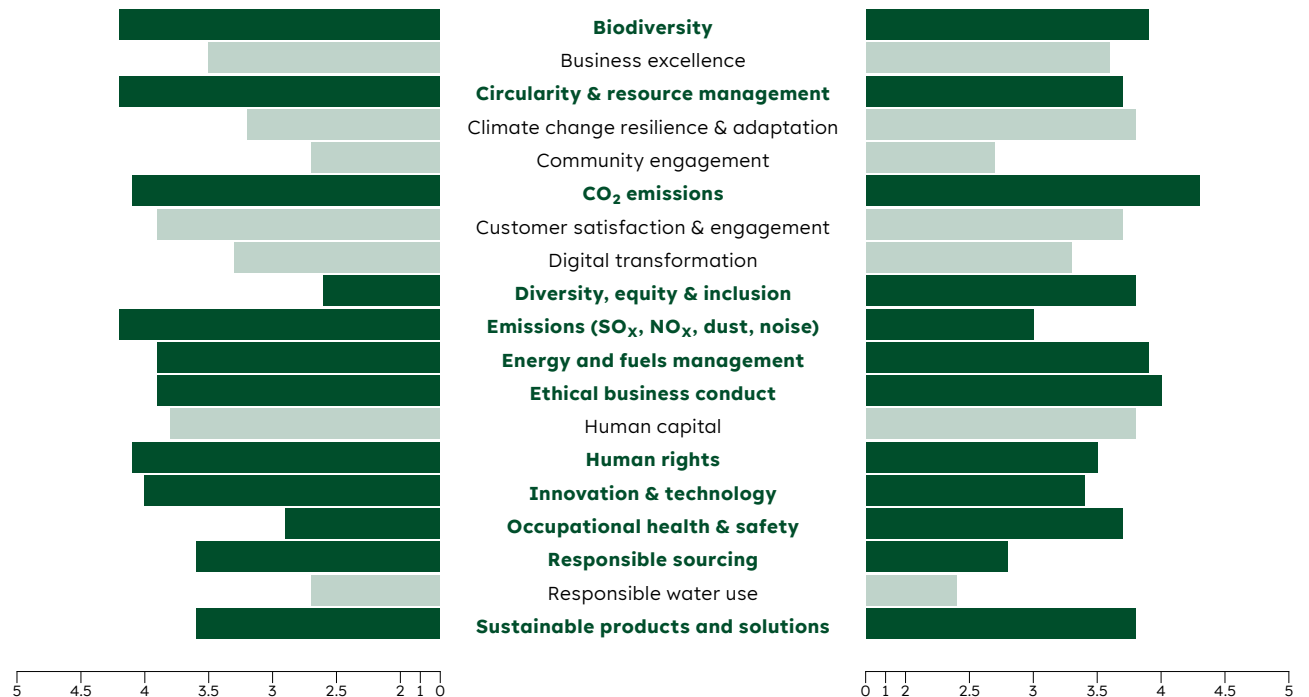 Biodiversity
Business excellence
Circularity & resource management
Climate change resilience & adaptation
Community engagement
CO₂ emissions
Customer satisfaction & engagement
Digital transformation
Diversity, equity & inclusion
Emissions (SOₓ, NOₓ, dust, noise)
Energy and fuels management
Ethical business conduct
Human capital
Human rights
Innovation & technology
Occupational health & safety
Responsible sourcing
Responsible water use
Sustainable products and solutions
5 4.5 4 3.5 3 2.5 2 1 0
0 1 2 2.5 3 3.5 4 4.5 5